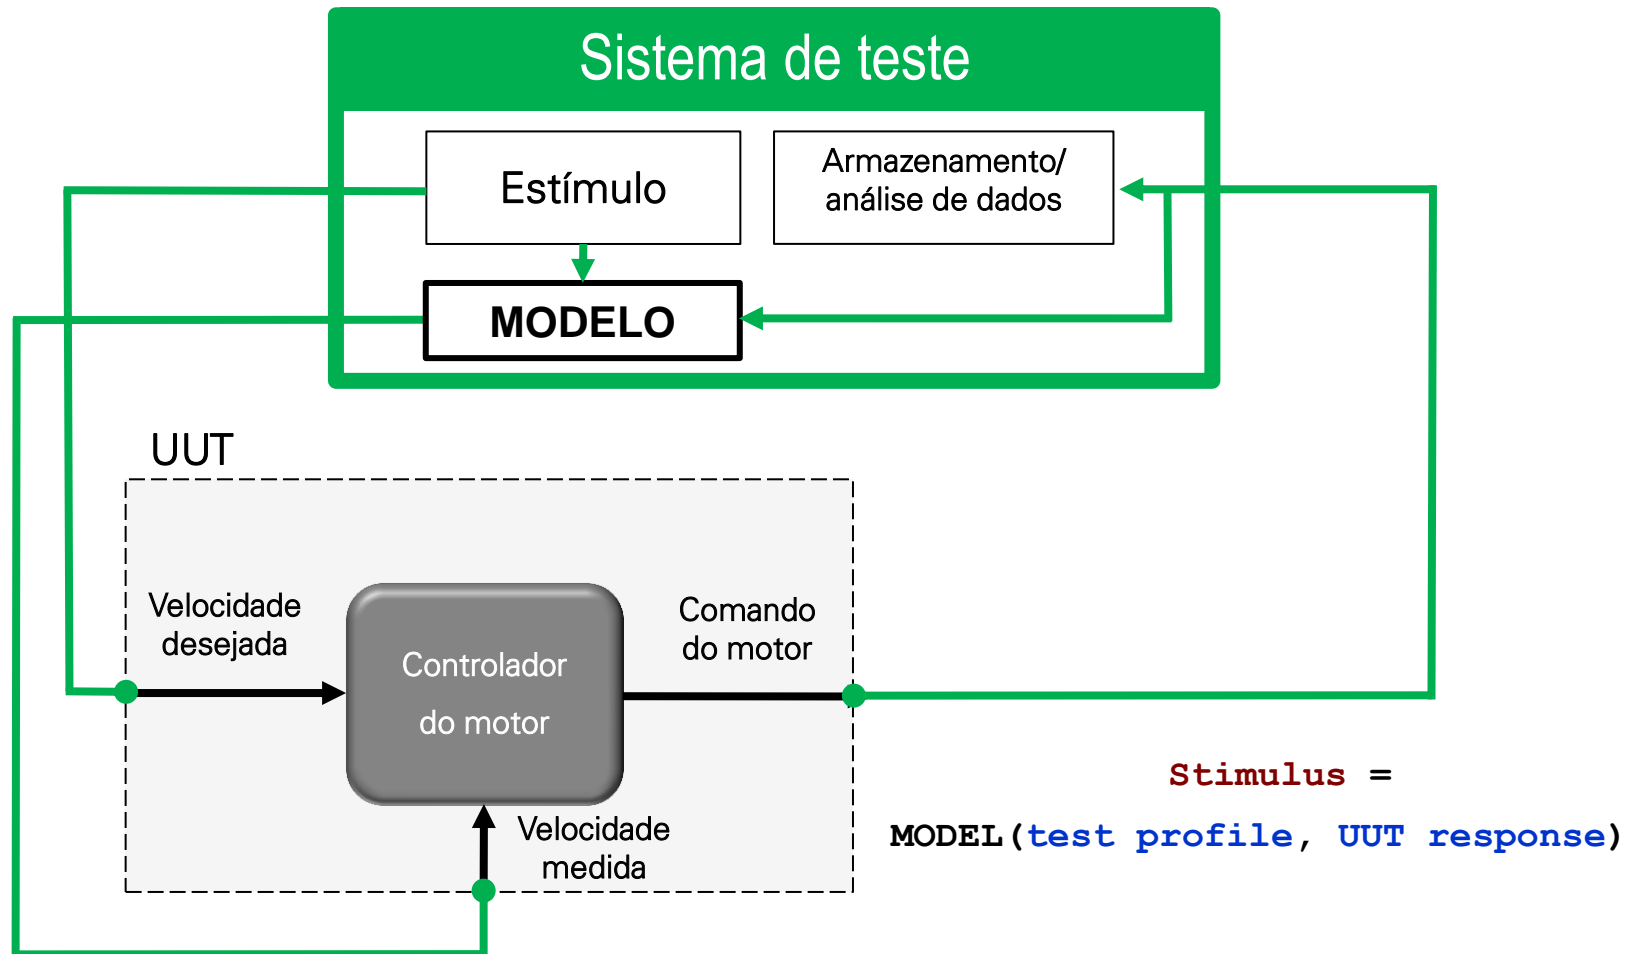 Sistema de teste
Estímulo
Armazenamento/
análise de dados
MODELO
UUT
Velocidade
desejada
Controlador
do motor
Comando
do motor
Velocidade
medida
Stimulus =
MODEL(test profile, UUT response)